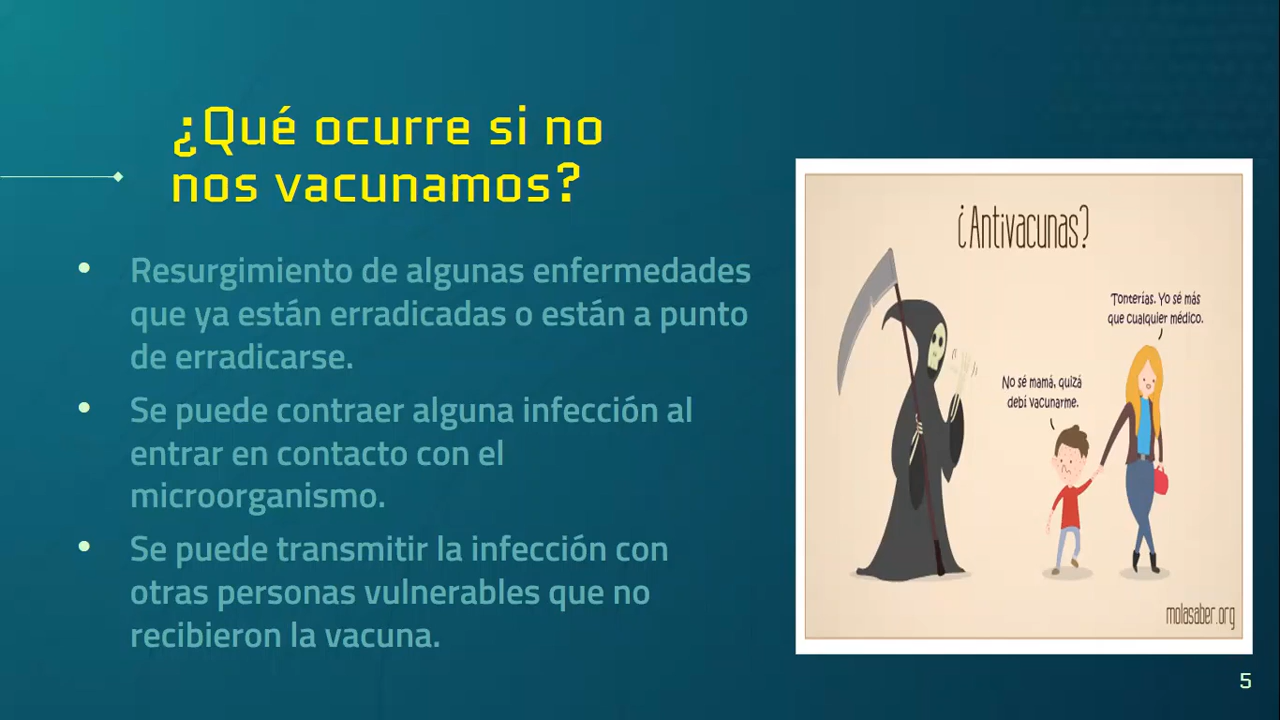 ¿Qué ocurre si no
nos vacunamos?
• Resurgimiento de algunas enfermedades
que ya están erradicadas o están a punto
de erradicarse.
• Se puede contraer alguna infección al
entrar en contacto con el
microorganismo.
• Se puede transmitir la infección con
otras personas vulnerables que no
recibieron la vacuna.
¿Antivacunas?
Tonterías. Yo sé más
que cualquier médico.
No sé mamá, quizá
debí vacunarme.
molasaber.org
5